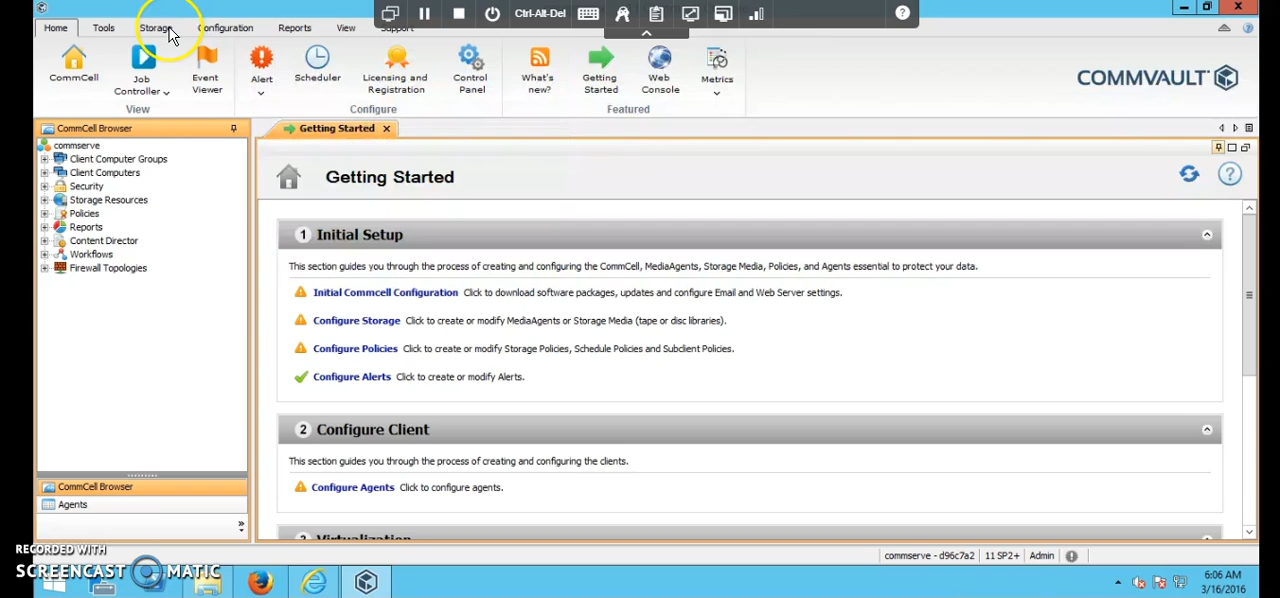 Ctrl-Alt-Del
Home Tools Storage Configuration Reports View Support
CommCell
Job Controller
Event Viewer
Alert
Scheduler
Licensing and Registration
Control Panel
What's new?
Getting Started
Web Console
Metrics
View Configure Featured
COMMVAULT
CommCell Browser
Getting Started
commserve
Client Computer Groups
Client Computers
Security
Storage Resources
Policies
Reports
Content Director
Workflows
Firewall Topologies
CommCell Browser
Agents
Getting Started
1 Initial Setup
This section guides you through the process of creating and configuring the CommCell, MediaAgents, Storage Media, Policies, and Agents essential to protect your data.
Initial Commcell Configuration Click to download software packages, updates and configure Email and Web Server settings.
Configure Storage Click to create or modify MediaAgents or Storage Media (tape or disc libraries).
Configure Policies Click to create or modify Storage Policies, Schedule Policies and Subclient Policies.
Configure Alerts Click to create or modify Alerts.
2 Configure Client
This section guides you through the process of creating and configuring the clients.
Configure Agents Click to configure agents.
3 Virtualization
commserve - d96c7a2 11 SP2+ Admin
RECORDED WITH
SCREENCAST MATIC
6:06 AM
3/16/2016